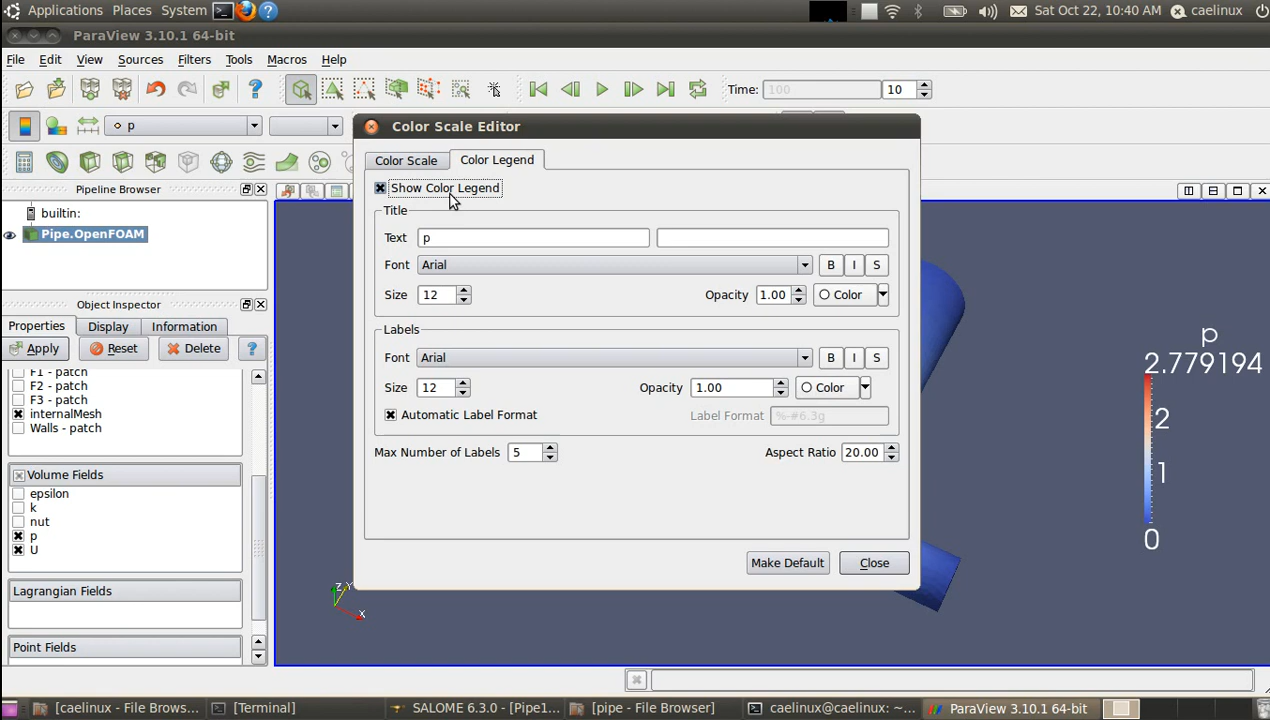 Applications Places System Sat Oct 22, 10:40 AM caelinux
ParaView 3.10.1 64-bit
File Edit View Sources Filters Tools Macros Help
Time: 100 10
p
Color Scale Editor
Color Scale Color Legend
Show Color Legend
Title
Text p
Font Arial B I S
Size 12 Opacity 1.00 Color
Labels
Font Arial B I S
Size 12 Opacity 1.00 Color
Automatic Label Format Label Format %-#6.3g
Max Number of Labels 5 Aspect Ratio 20.00
Make Default Close
Pipeline Browser
builtin:
Pipe.OpenFOAM
Object Inspector
Properties Display Information
Apply Reset Delete ?
F1 - patch
F2 - patch
F3 - patch
internalMesh
Walls - patch
Volume Fields
epsilon
k
nut
p
U
Lagrangian Fields
Point Fields
p
2.779194
2
1
0
Z Y
X
[caelinux - File Brows... [Terminal] SALOME 6.3.0 - [Pipe1... [pipe - File Browser] caelinux@caelinux: ~... ParaView 3.10.1 64-bit